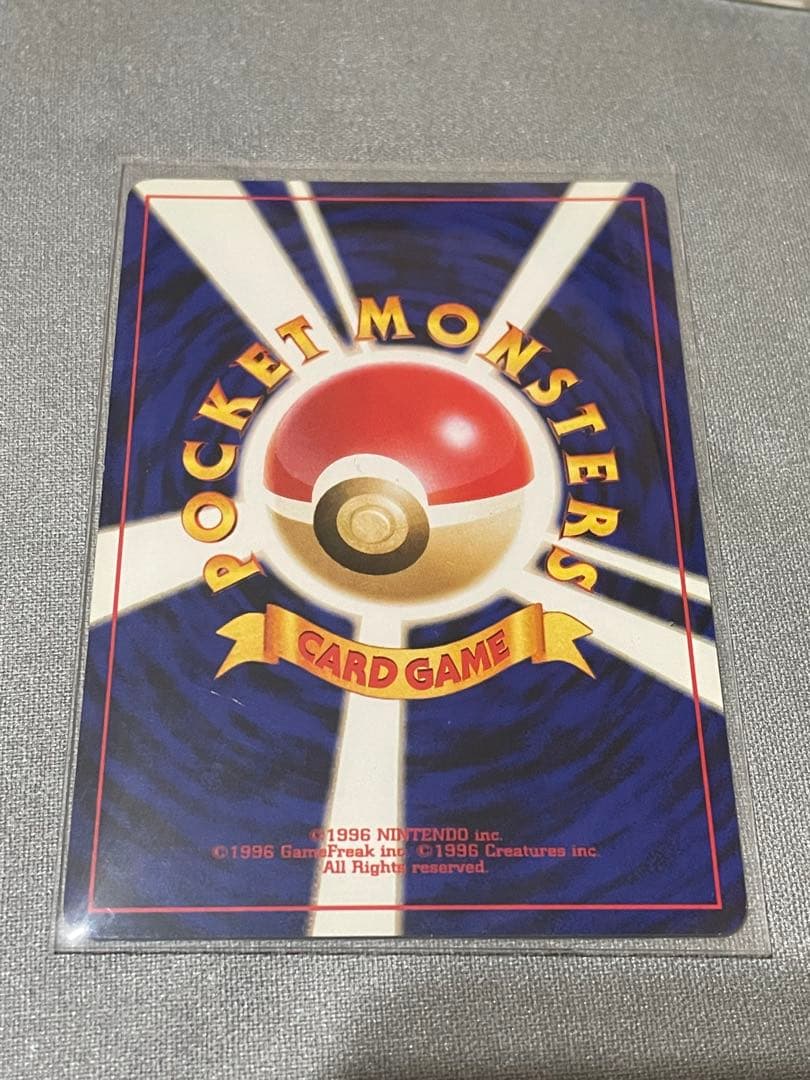 POCKET MONSTERS
CARD GAME
©1996 NINTENDO inc.
©1996 GameFreak inc. ©1996 Creatures inc.
All Rights reserved.